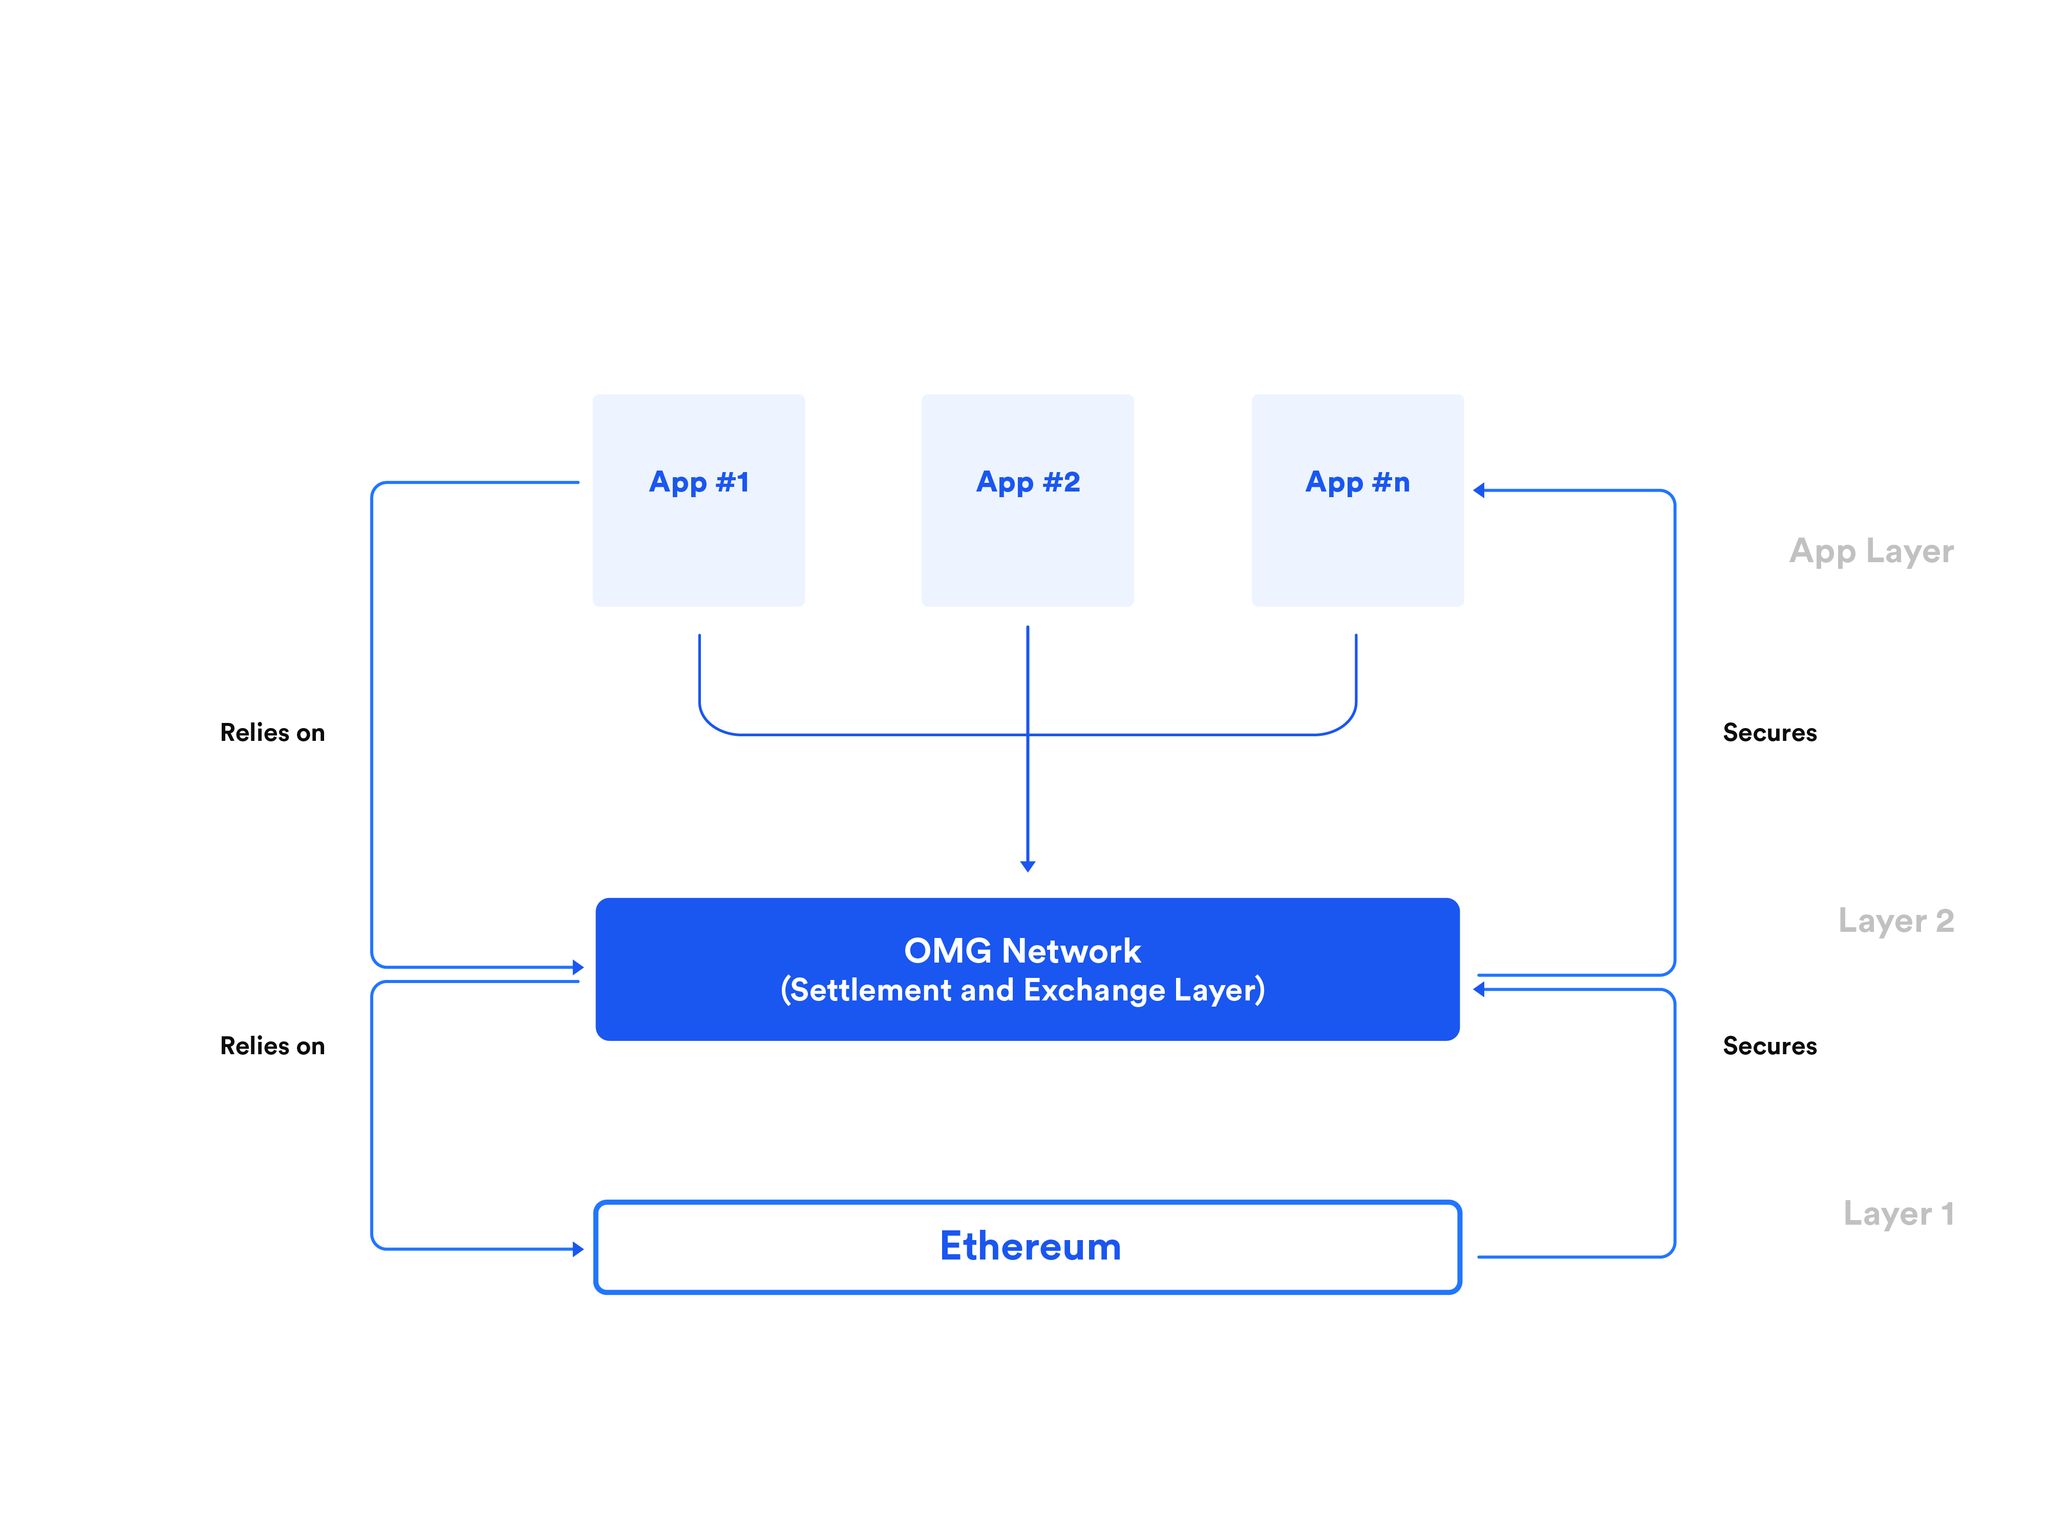 App #1
App #2
App #n
App Layer
Relies on
Secures
Layer 2
OMG Network
(Settlement and Exchange Layer)
Relies on
Secures
Layer 1
Ethereum